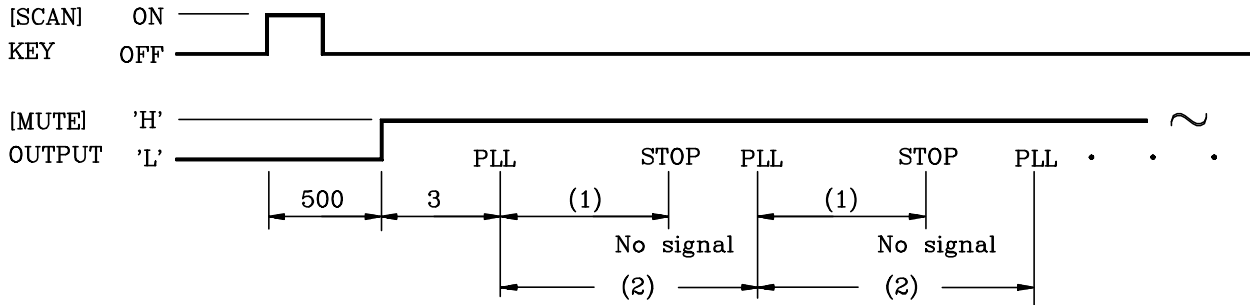 [SCAN] ON
KEY OFF
[MUTE] 'H' ~
OUTPUT 'L' PLL STOP PLL STOP PLL . . .
500 3 (1) (1)
No signal No signal
(2) (2)